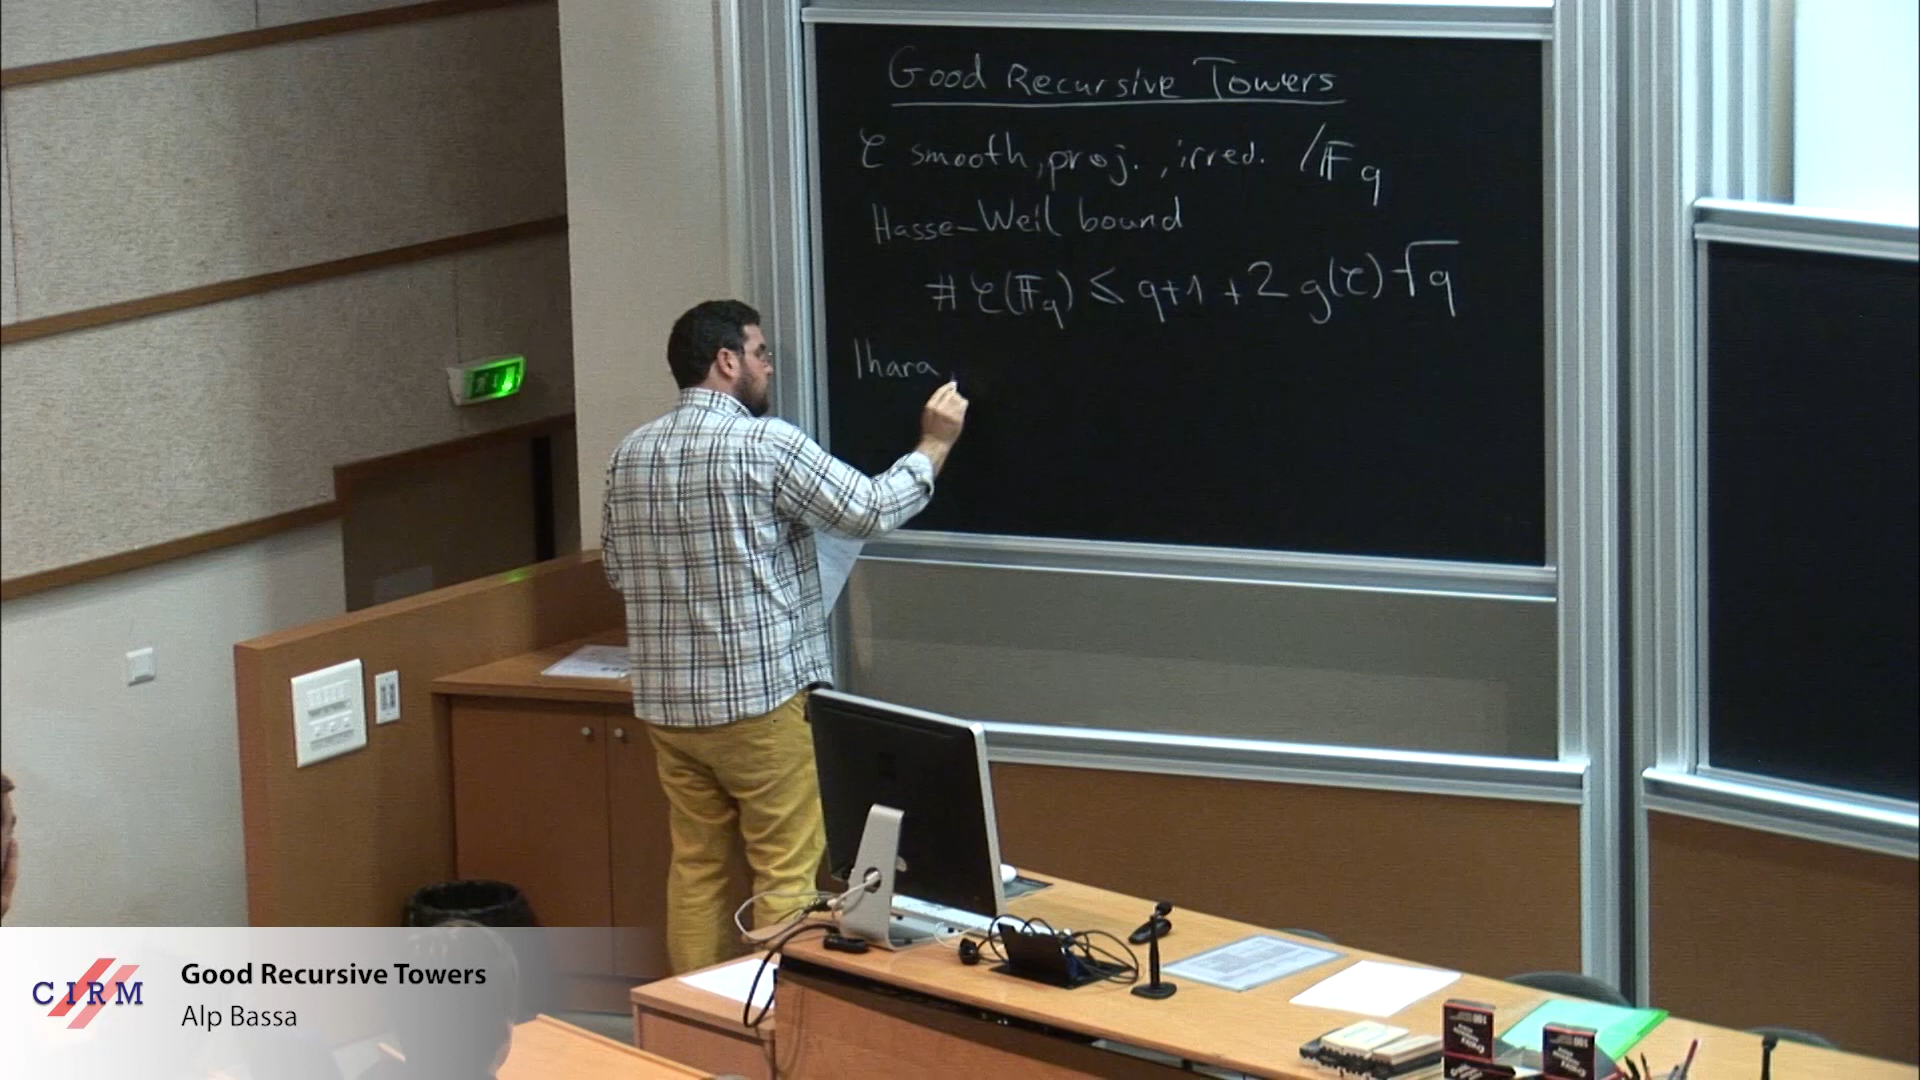 Good Recursive Towers
𝒞 smooth, proj., irred. /𝔽q
Hasse-Weil bound
#𝒞(𝔽q) ≤ q+1+2 g(𝒞) √q
Ihara
CIRM
Good Recursive Towers
Alp Bassa